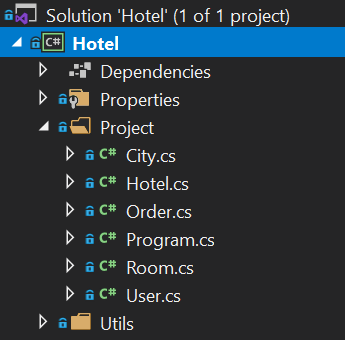 Solution 'Hotel' (1 of 1 project)
C# Hotel
Dependencies
Properties
Project
C# City.cs
C# Hotel.cs
C# Order.cs
C# Program.cs
C# Room.cs
C# User.cs
Utils